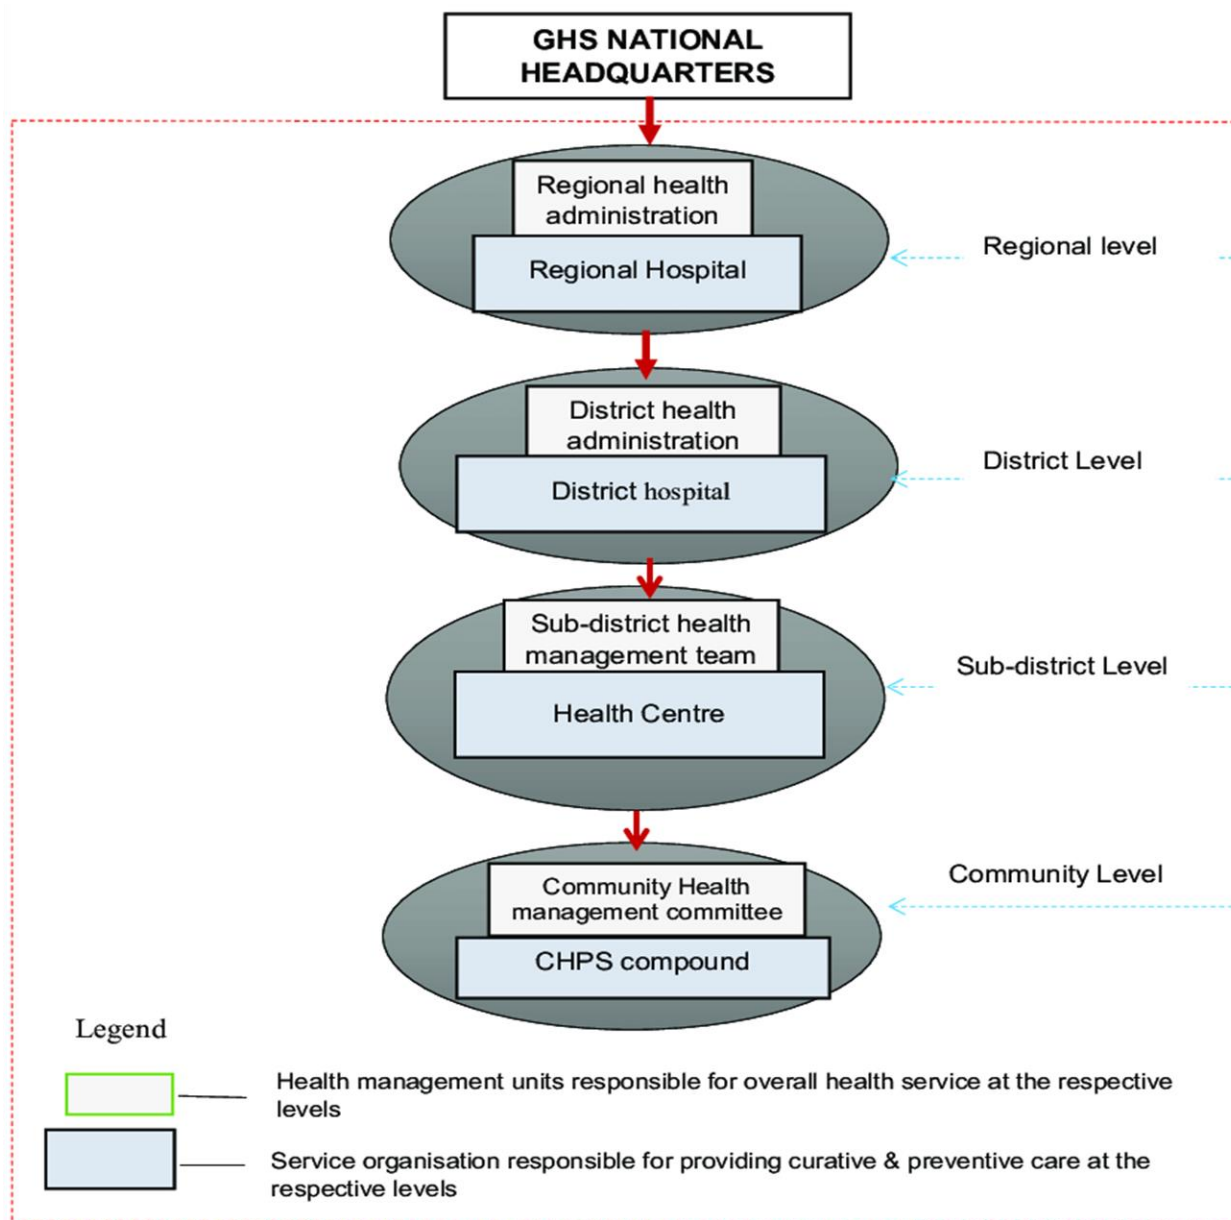 GHS NATIONAL
HEADQUARTERS
Regional health
administration
Regional Hospital
Regional level
District health
administration
District hospital
District Level
Sub-district health
management team
Health Centre
Sub-district Level
Community Health
management committee
CHPS compound
Community Level
Legend
Health management units responsible for overall health service at the respective
levels
Service organisation responsible for providing curative & preventive care at the
respective levels